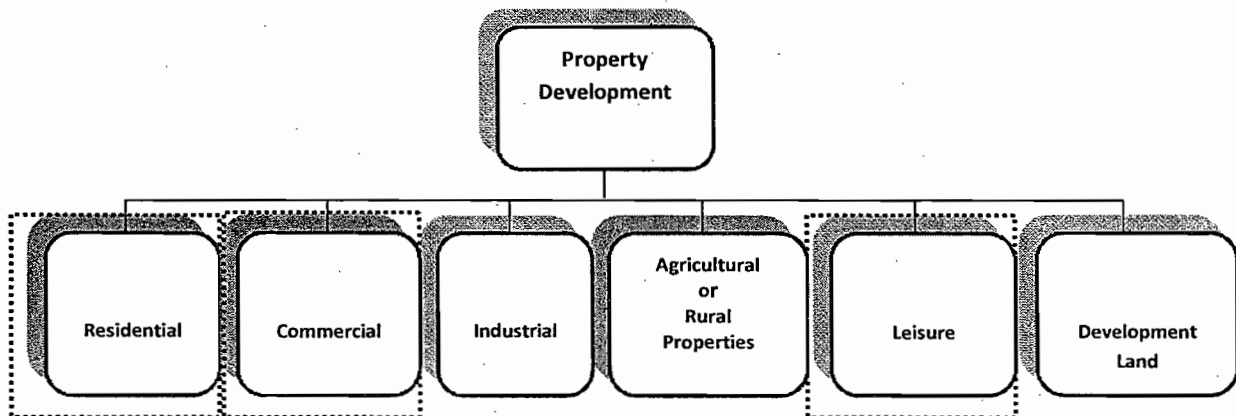 Property
Development
Residential
Commercial
Industrial
Agricultural
or
Rural
Properties
Leisure
Development
Land